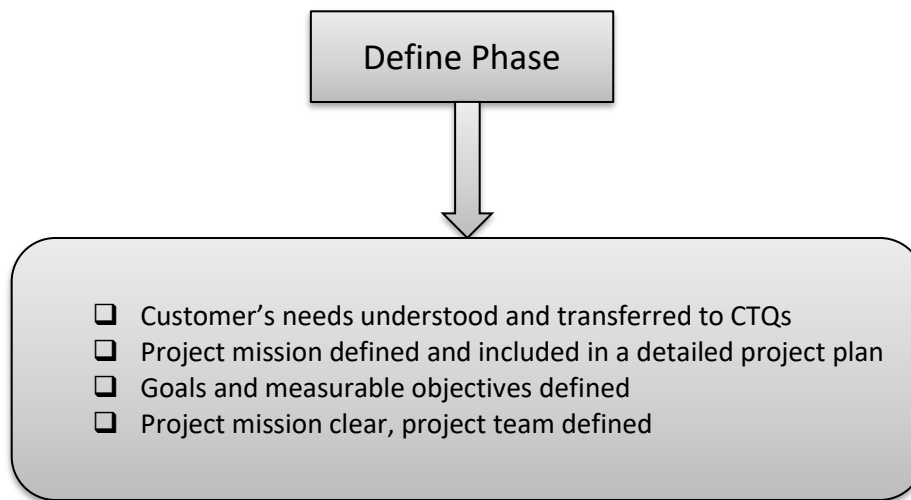 Define Phase
❑ Customer’s needs understood and transferred to CTQs
❑ Project mission defined and included in a detailed project plan
❑ Goals and measurable objectives defined
❑ Project mission clear, project team defined